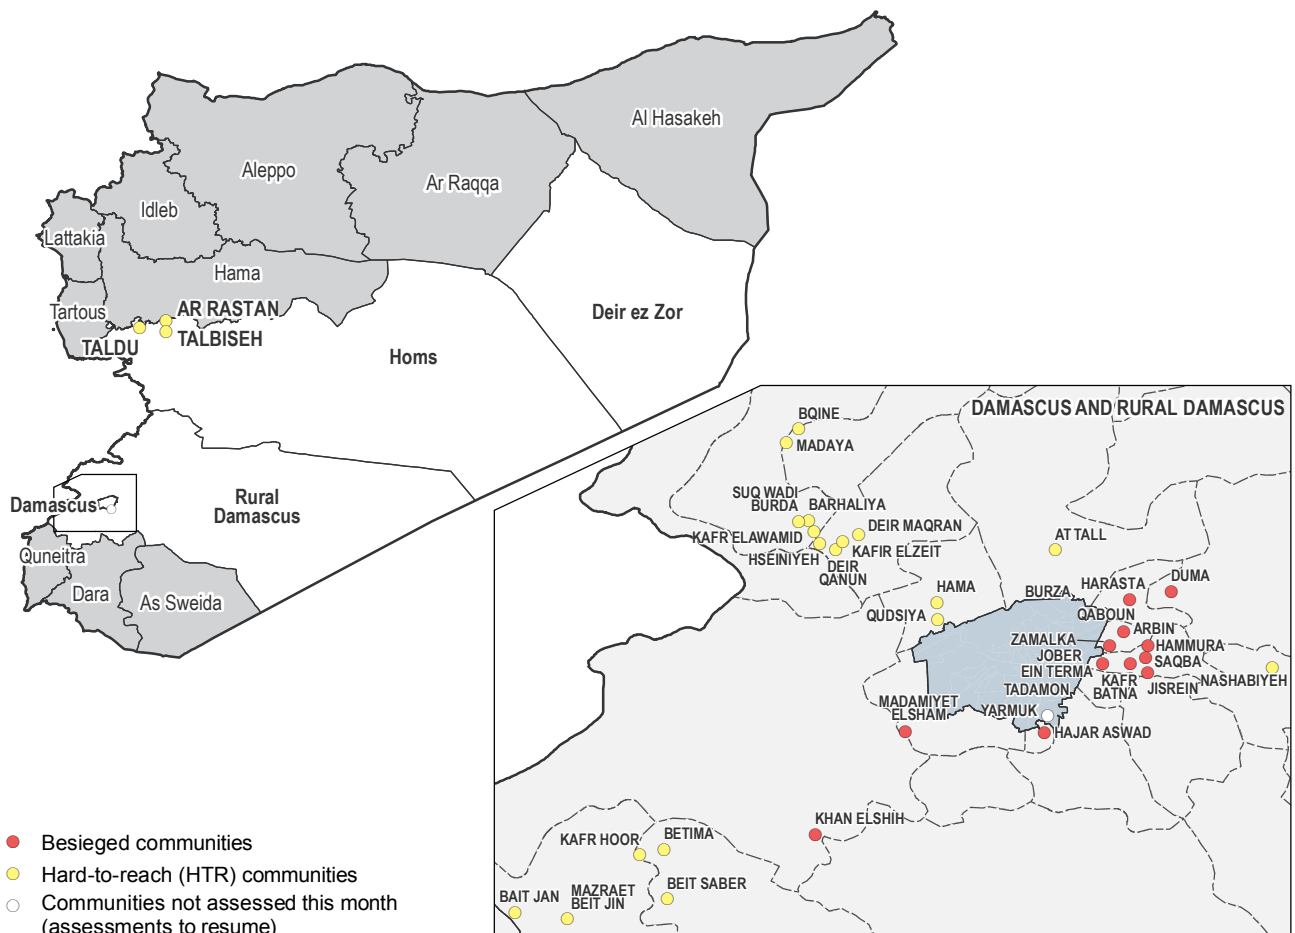 Al Hasakeh
Aleppo
Ar Raqqa
Idleb
Lattakia
Hama
Tartous
AR RASTAN
TALBISEH
TALDU
Deir ez Zor
Homs
Damascus
Rural
Damascus
Quneitra
Dara
As Sweida
DAMASCUS AND RURAL DAMASCUS
BQINE
MADAYA
SUQ WADI
BURDA
BARHALIYA
DEIR MAQRAN
KAFR ELAWAMID
KAFIR ELZEIT
HSEINIYEH
DEIR
QANUN
AT TALL
HAMA
QUDSIYA
BURZA
HARASTA
DUMA
QABOUN
ARBIN
ZAMALKA
HAMMURA
JOBER
SAQBA
EIN TERMA
KAFR
BATNA
JISREIN
NASHABIYEH
TADAMON
MADAMIYET
ELSHAM
YARMUK
HAJAR ASWAD
KHAN ELSHIH
KAFR HOOR
BETIMA
BEIT SABER
BAIT JAN
MAZRAET
BEIT JIN
Besieged communities
Hard-to-reach (HTR) communities
Communities not assessed this month
(assessments to resume)